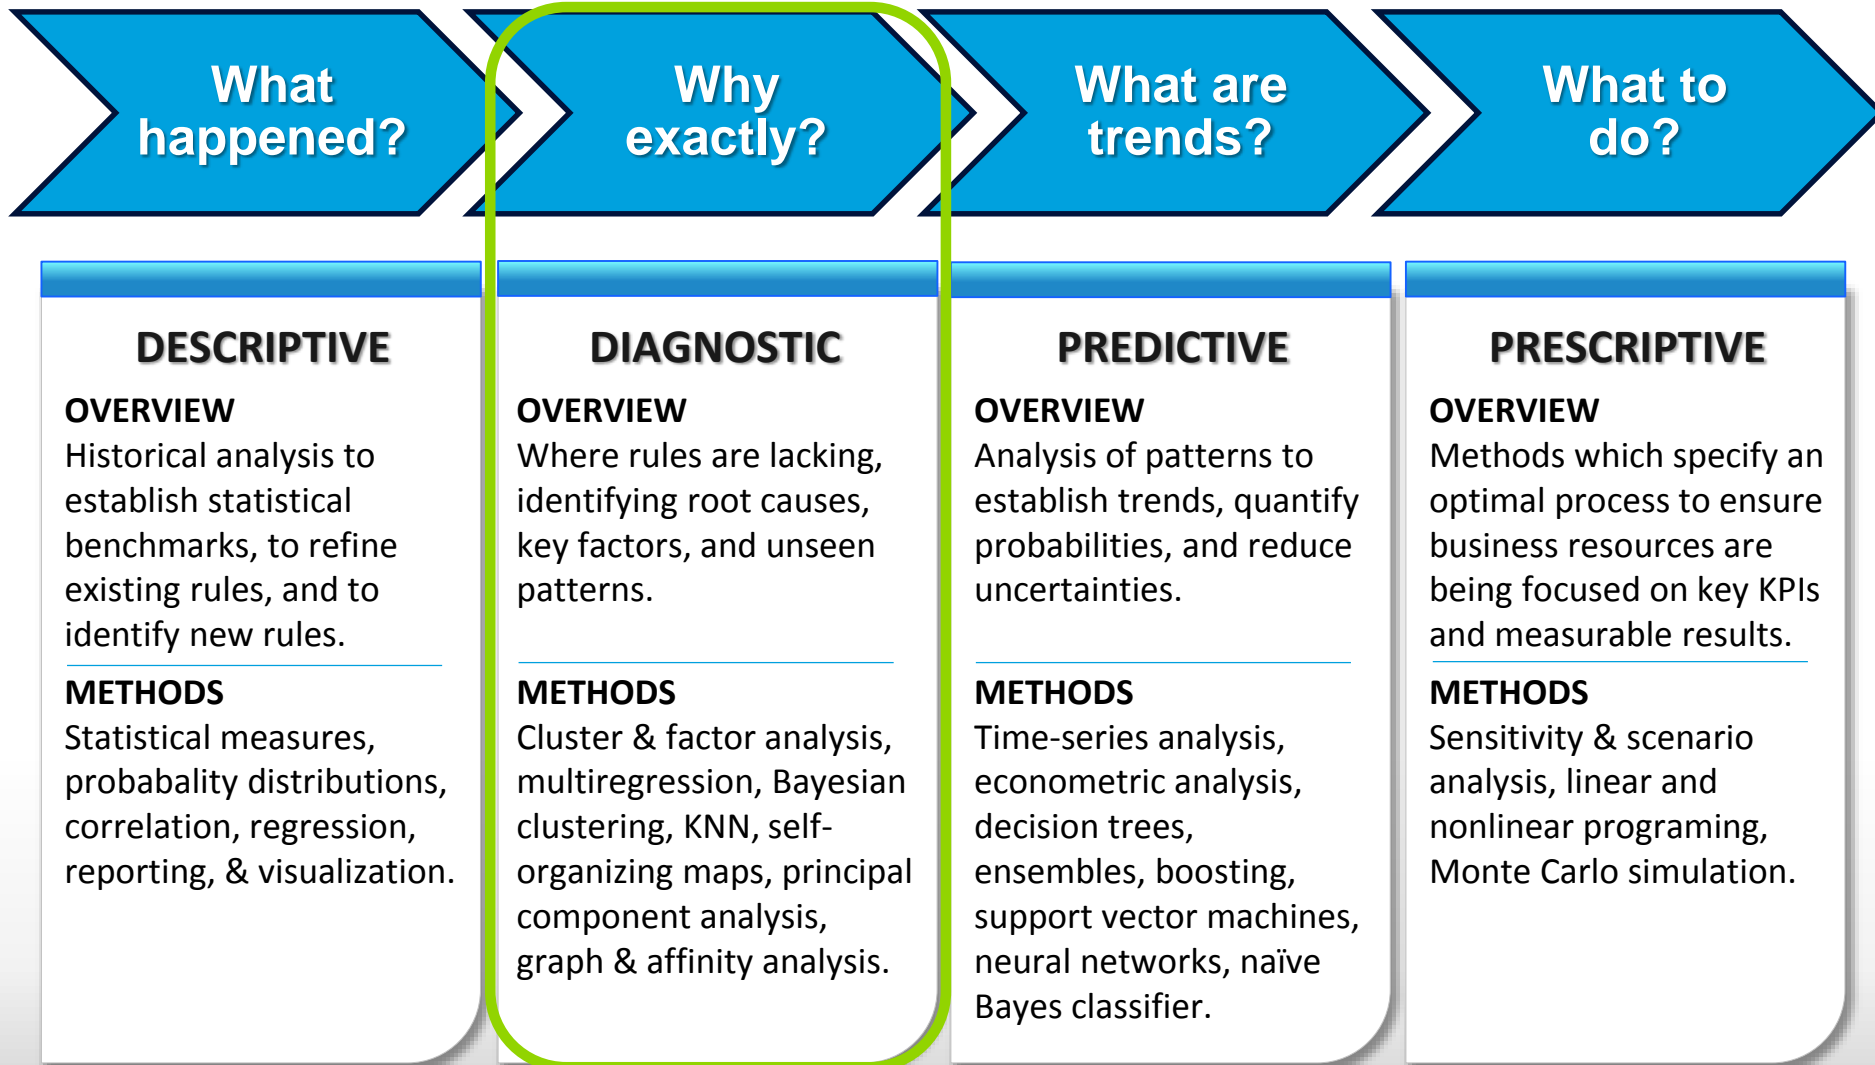 What
happened?
Why
exactly?
What are
trends?
What to
do?
DESCRIPTIVE
OVERVIEW
Historical analysis to
establish statistical
benchmarks, to refine
existing rules, and to
identify new rules.
METHODS
Statistical measures,
probabality distributions,
correlation, regression,
reporting, & visualization.
DIAGNOSTIC
OVERVIEW
Where rules are lacking,
identifying root causes,
key factors, and unseen
patterns.
METHODS
Cluster & factor analysis,
multiregression, Bayesian
clustering, KNN, self-
organizing maps, principal
component analysis,
graph & affinity analysis.
PREDICTIVE
OVERVIEW
Analysis of patterns to
establish trends, quantify
probabilities, and reduce
uncertainties.
METHODS
Time-series analysis,
econometric analysis,
decision trees,
ensembles, boosting,
support vector machines,
neural networks, naïve
Bayes classifier.
PRESCRIPTIVE
OVERVIEW
Methods which specify an
optimal process to ensure
business resources are
being focused on key KPIs
and measurable results.
METHODS
Sensitivity & scenario
analysis, linear and
nonlinear programing,
Monte Carlo simulation.